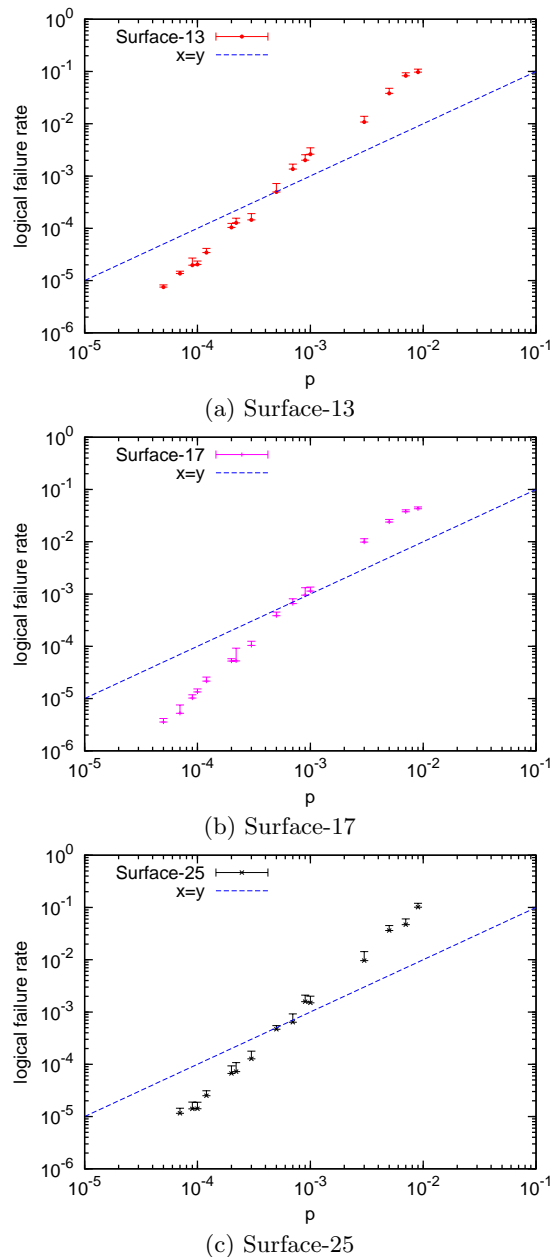 10^0
10^-1
10^-2
10^-3
10^-4
10^-5
10^-6
logical failure rate
Surface-13
x=y
10^-5 10^-4 10^-3 10^-2 10^-1
p
(a) Surface-13
10^0
10^-1
10^-2
10^-3
10^-4
10^-5
10^-6
logical failure rate
Surface-17
x=y
10^-5 10^-4 10^-3 10^-2 10^-1
p
(b) Surface-17
10^0
10^-1
10^-2
10^-3
10^-4
10^-5
10^-6
logical failure rate
Surface-25
x=y
10^-5 10^-4 10^-3 10^-2 10^-1
p
(c) Surface-25